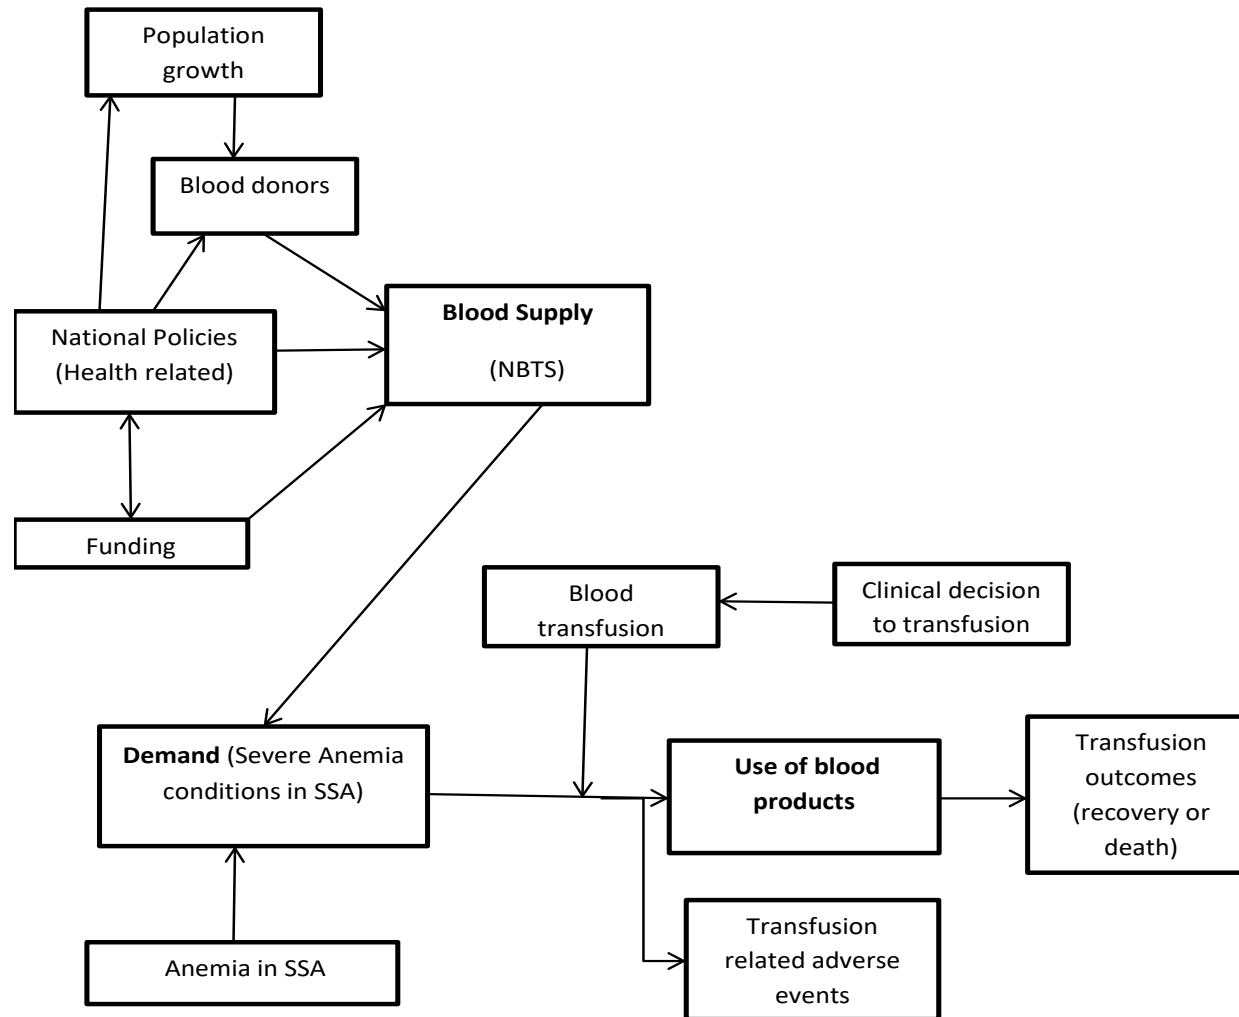 Population
growth
Blood donors
National Policies
(Health related)
Blood Supply
(NBTS)
Funding
Blood
transfusion
Clinical decision
to transfusion
Demand (Severe Anemia
conditions in SSA)
Use of blood
products
Transfusion
outcomes
(recovery or
death)
Transfusion
related adverse
events
Anemia in SSA